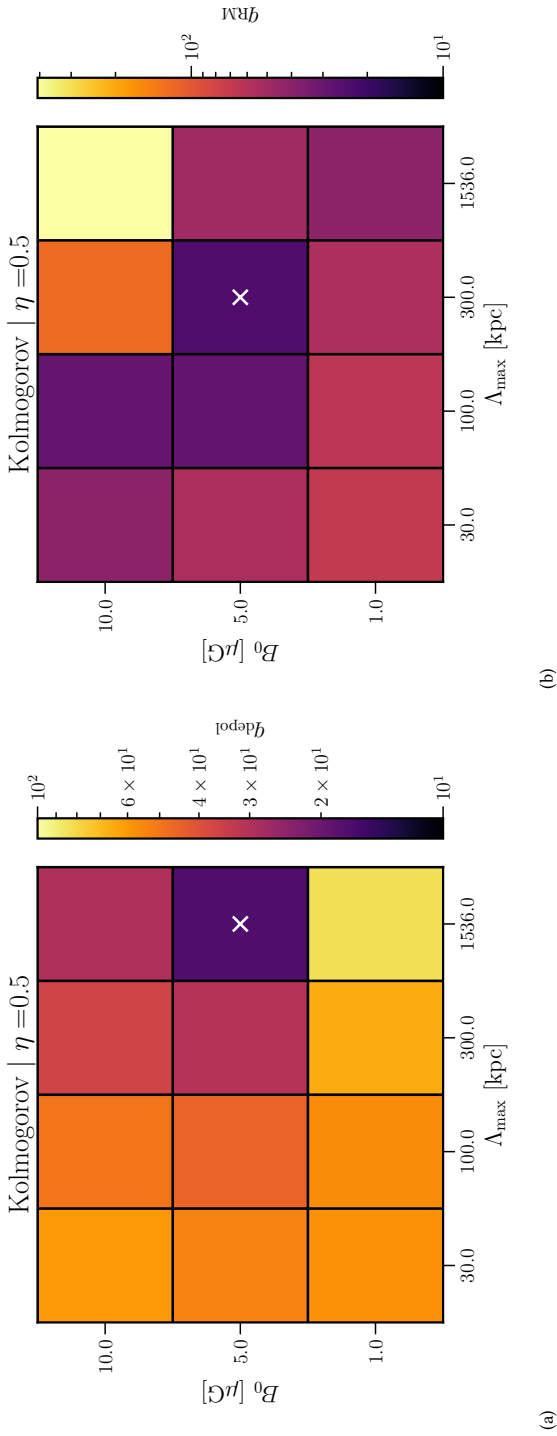 Kolmogorov | η =0.5
10.0
5.0
1.0
B₀ [μG]
30.0
100.0
300.0
1536.0
Λmax [kpc]
10²
6 × 10¹
4 × 10¹
3 × 10¹
2 × 10¹
10¹
qdepol
(a)
Kolmogorov | η =0.5
10.0
5.0
1.0
B₀ [μG]
30.0
100.0
300.0
1536.0
Λmax [kpc]
10²
10¹
qRM
(b)